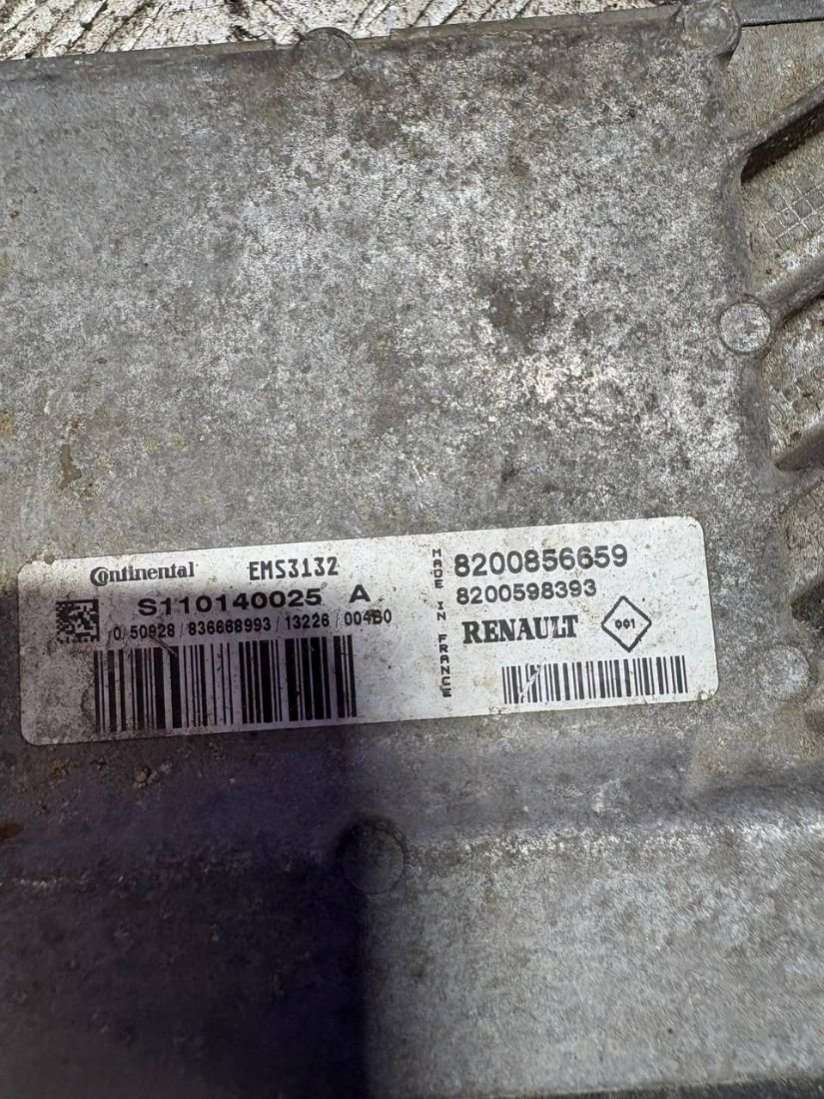 Continental EMS3132
S110140025 A
0/50928/836668993/13226/004B0
MADE IN FRANCE
8200856659
8200598393
RENAULT 001